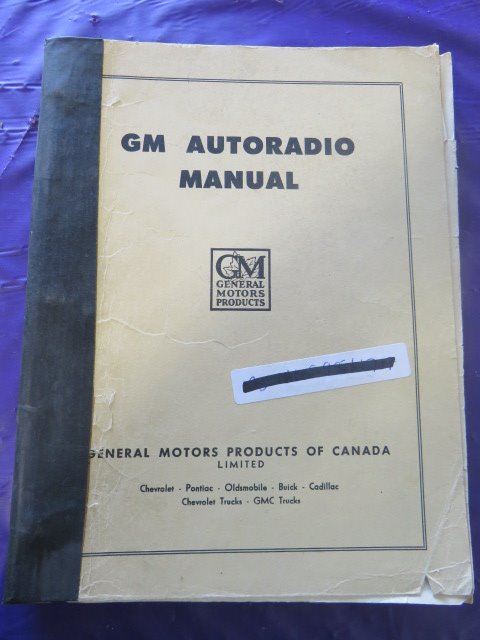 GM AUTORADIO
MANUAL
GM
GENERAL
MOTORS
PRODUCTS
GENERAL MOTORS PRODUCTS OF CANADA
LIMITED
Chevrolet - Pontiac - Oldsmobile - Buick - Cadillac
Chevrolet Trucks - GMC Trucks